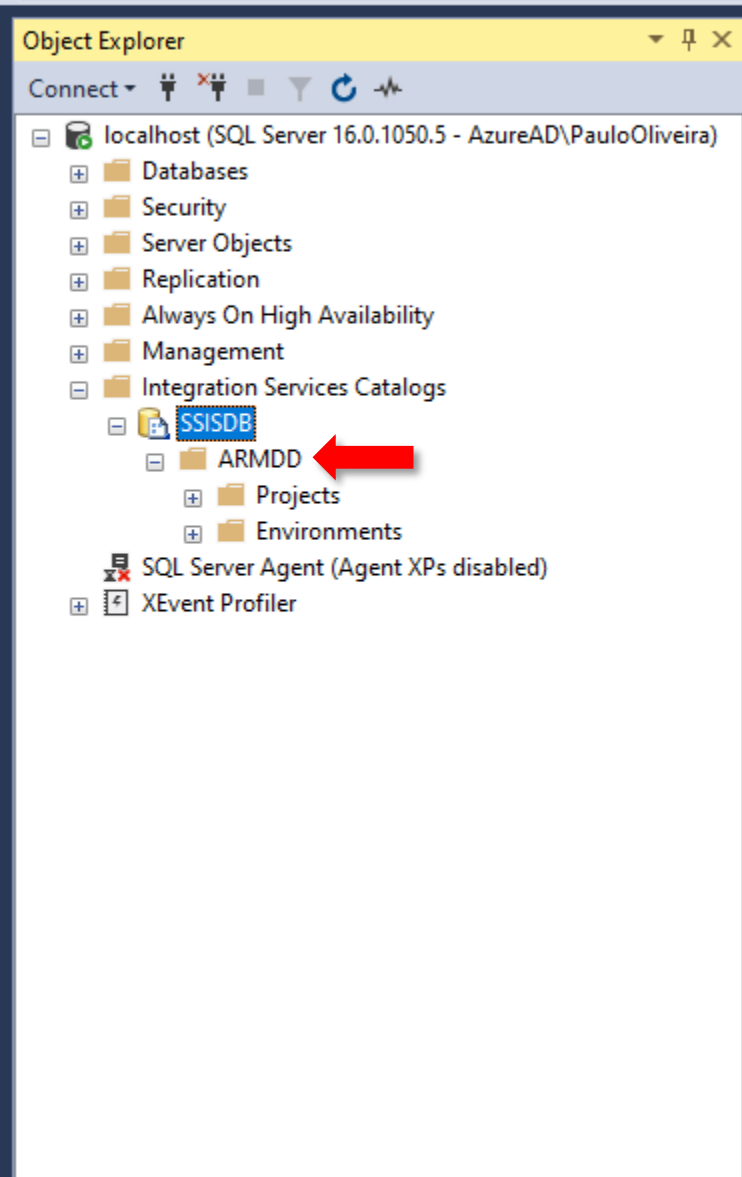 Object Explorer
Connect
localhost (SQL Server 16.0.1050.5 - AzureAD\PauloOliveira)
Databases
Security
Server Objects
Replication
Always On High Availability
Management
Integration Services Catalogs
SSISDB
ARMDD
Projects
Environments
SQL Server Agent (Agent XPs disabled)
XEvent Profiler